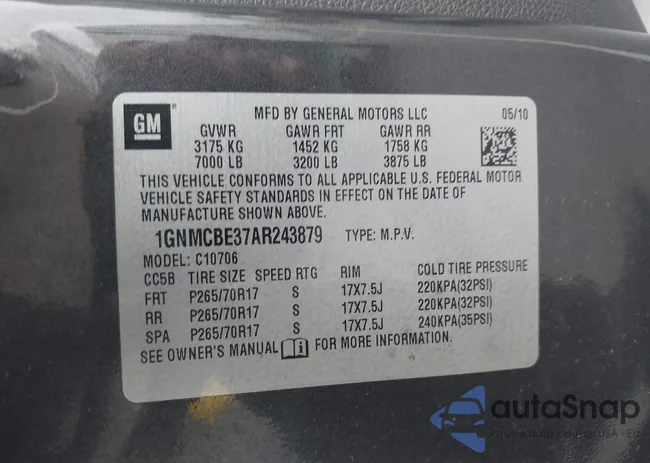 GM
MFD BY GENERAL MOTORS LLC 05/10
GVWR GAWR FRT GAWR RR
3175 KG 1452 KG 1758 KG
7000 LB 3200 LB 3875 LB
THIS VEHICLE CONFORMS TO ALL APPLICABLE U.S. FEDERAL MOTOR
VEHICLE SAFETY STANDARDS IN EFFECT ON THE DATE OF
MANUFACTURE SHOWN ABOVE.
1GNMCBE37AR243879 TYPE: M.P.V.
MODEL: C10706
CC5B TIRE SIZE SPEED RTG RIM COLD TIRE PRESSURE
FRT P265/70R17 S 17X7.5J 220KPA(32PSI)
RR P265/70R17 S 17X7.5J 220KPA(32PSI)
SPA P265/70R17 S 17X7.5J 240KPA(35PSI)
SEE OWNER'S MANUAL i FOR MORE INFORMATION.
autoSnap